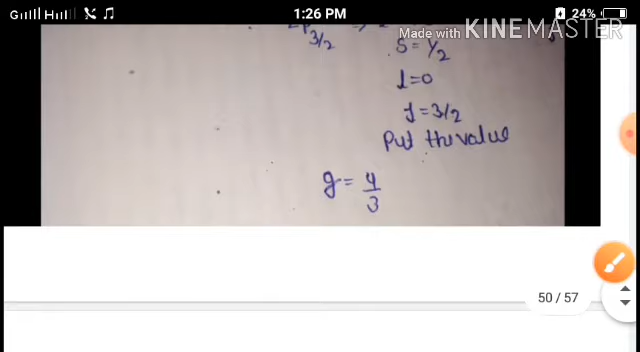 1:26 PM
24%
Made with KINEMASTER
3/2
S = 1/2
l=0
J = 3/2
Put the value
g = 4/3
50 / 57